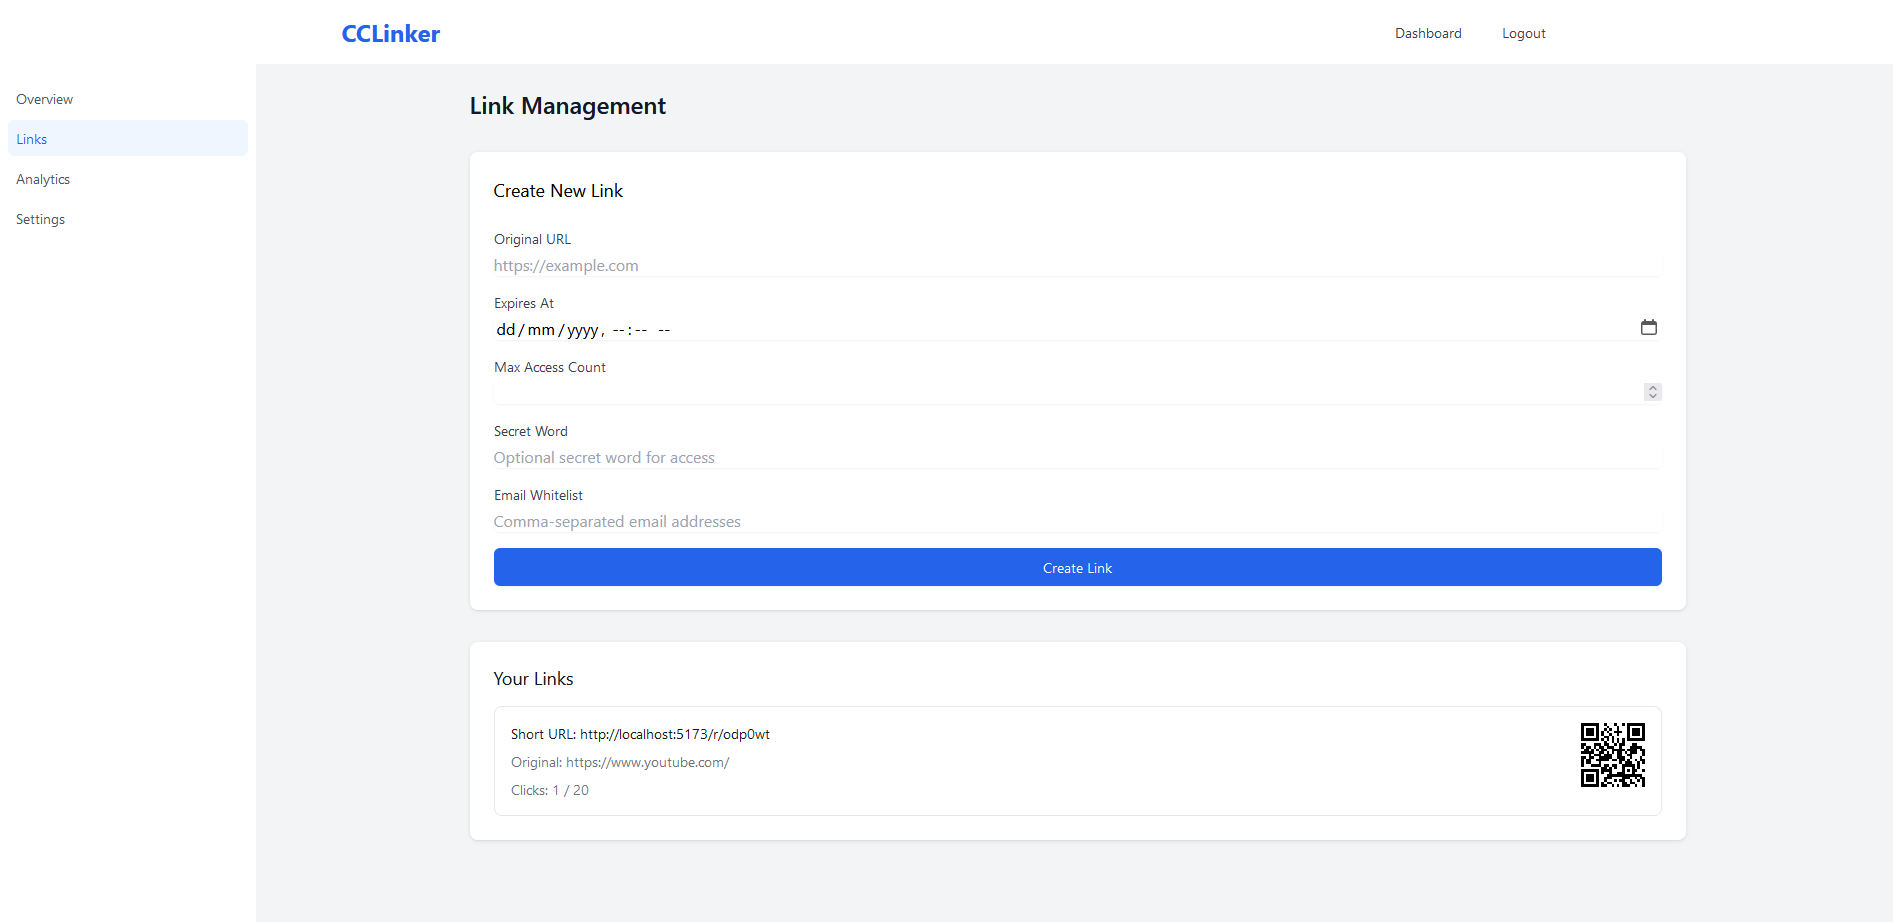 CCLinker
Dashboard
Logout
Overview
Links
Analytics
Settings
Link Management
Create New Link
Original URL
https://example.com
Expires At
dd/mm/yyyy, --:-- --
Max Access Count
Secret Word
Optional secret word for access
Email Whitelist
Comma-separated email addresses
Create Link
Your Links
Short URL: http://localhost:5173/r/odp0wt
Original: https://www.youtube.com/
Clicks: 1 / 20